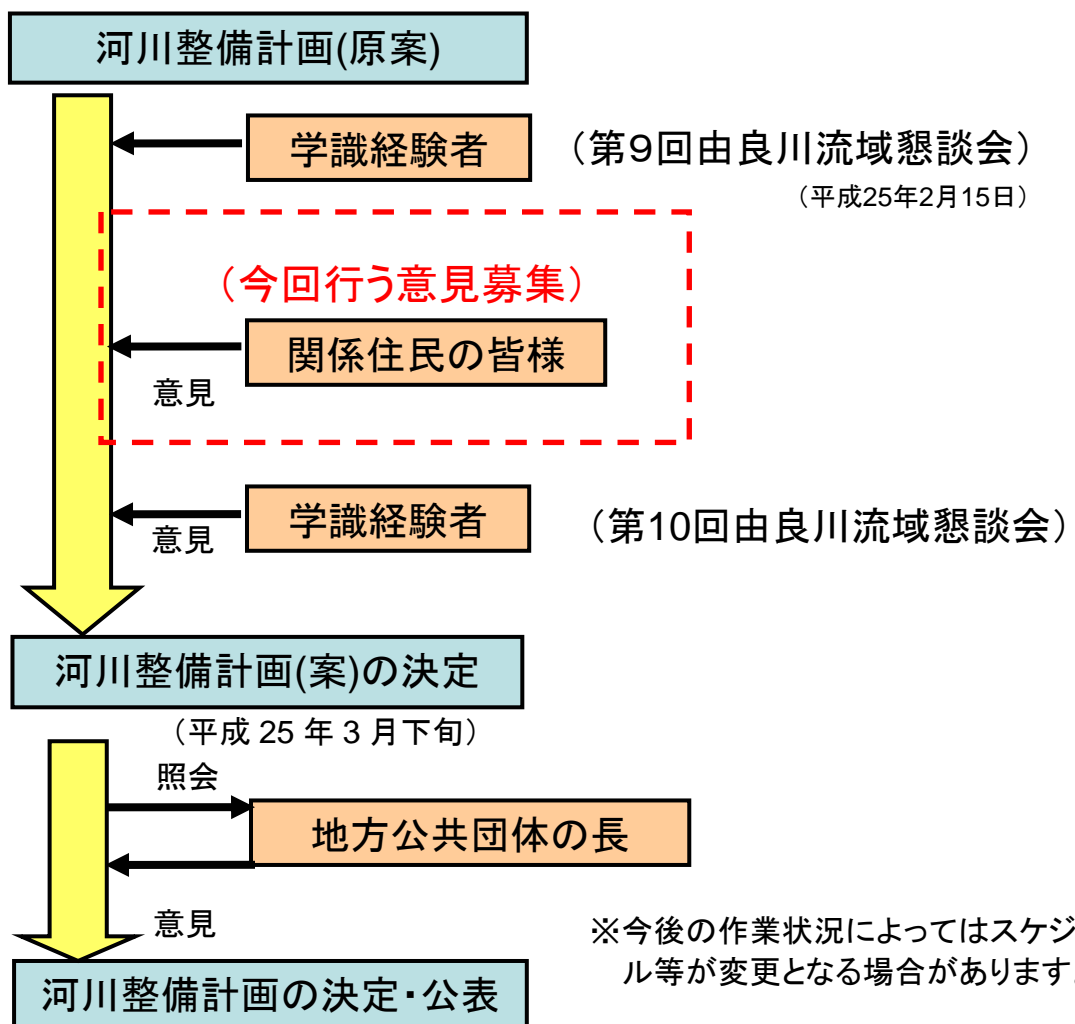 河川整備計画(原案)
学識経験者
（第９回由良川流域懇談会）
（平成25年2月15日）
（今回行う意見募集）
関係住民の皆様
意見
学識経験者
意見
（第10回由良川流域懇談会）
河川整備計画(案)の決定
（平成 25 年 3 月下旬）
照会
地方公共団体の長
意見
※今後の作業状況によってはスケジ
ル等が変更となる場合があります
河川整備計画の決定・公表